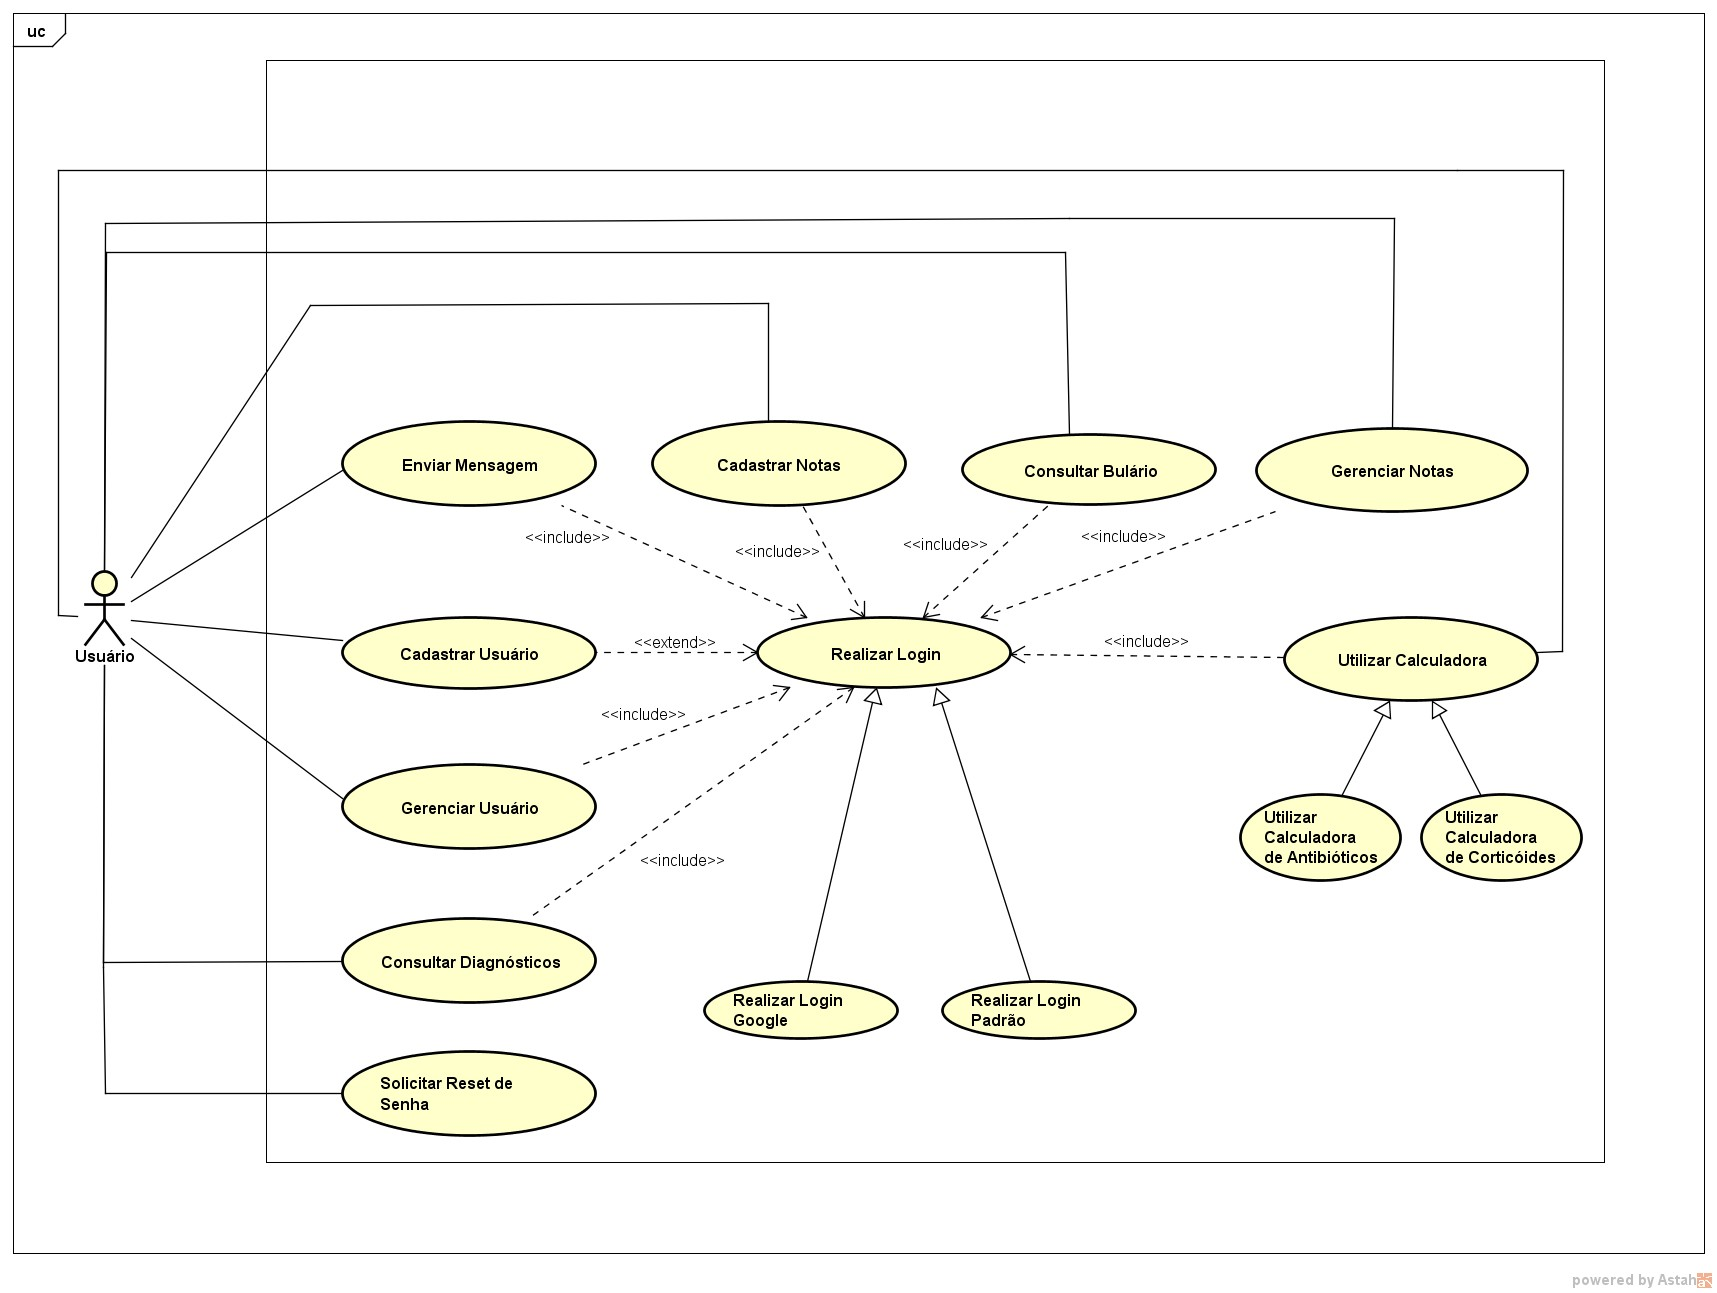 uc
Enviar Mensagem
Cadastrar Notas
Consultar Bulário
Gerenciar Notas
<<include>>
<<include>>
<<include>>
<<include>>
Usuário
Cadastrar Usuário
<<extend>>
Realizar Login
<<include>>
Utilizar Calculadora
<<include>>
Gerenciar Usuário
Utilizar
Calculadora
de Antibióticos
Utilizar
Calculadora
de Corticóides
<<include>>
Consultar Diagnósticos
Realizar Login
Google
Realizar Login
Padrão
Solicitar Reset de
Senha
powered by Astah